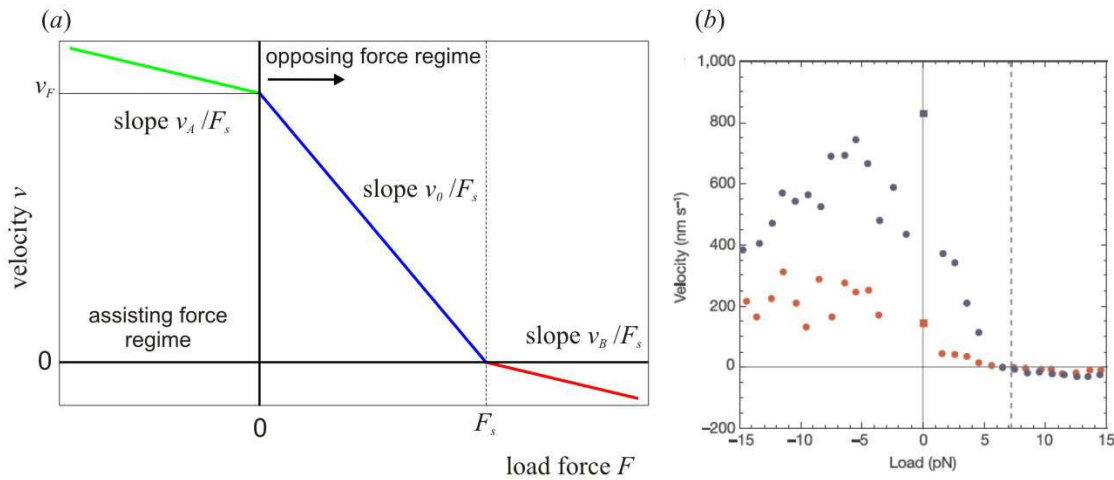 (a)
opposing force regime
v_F
slope v_A /F_s
slope v_0 /F_s
velocity v
assisting force
regime
slope v_B /F_s
0
0
F_s
load force F
(b)
1,000
800
600
400
200
0
–200
Velocity (nm s⁻¹)
–15
–10
–5
0
5
10
15
Load (pN)